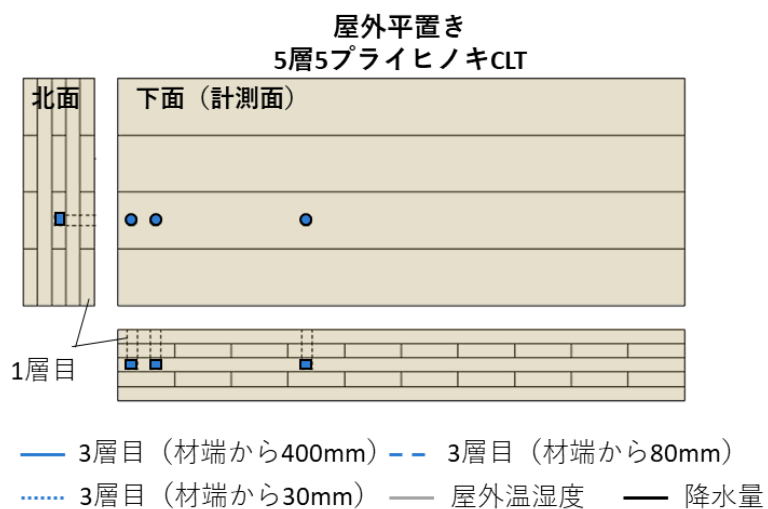 屋外平置き
5層5プライヒノキCLT
北面
下面（計測面）
1層目
3層目（材端から400mm）
3層目（材端から80mm）
3層目（材端から30mm）
屋外温湿度
降水量